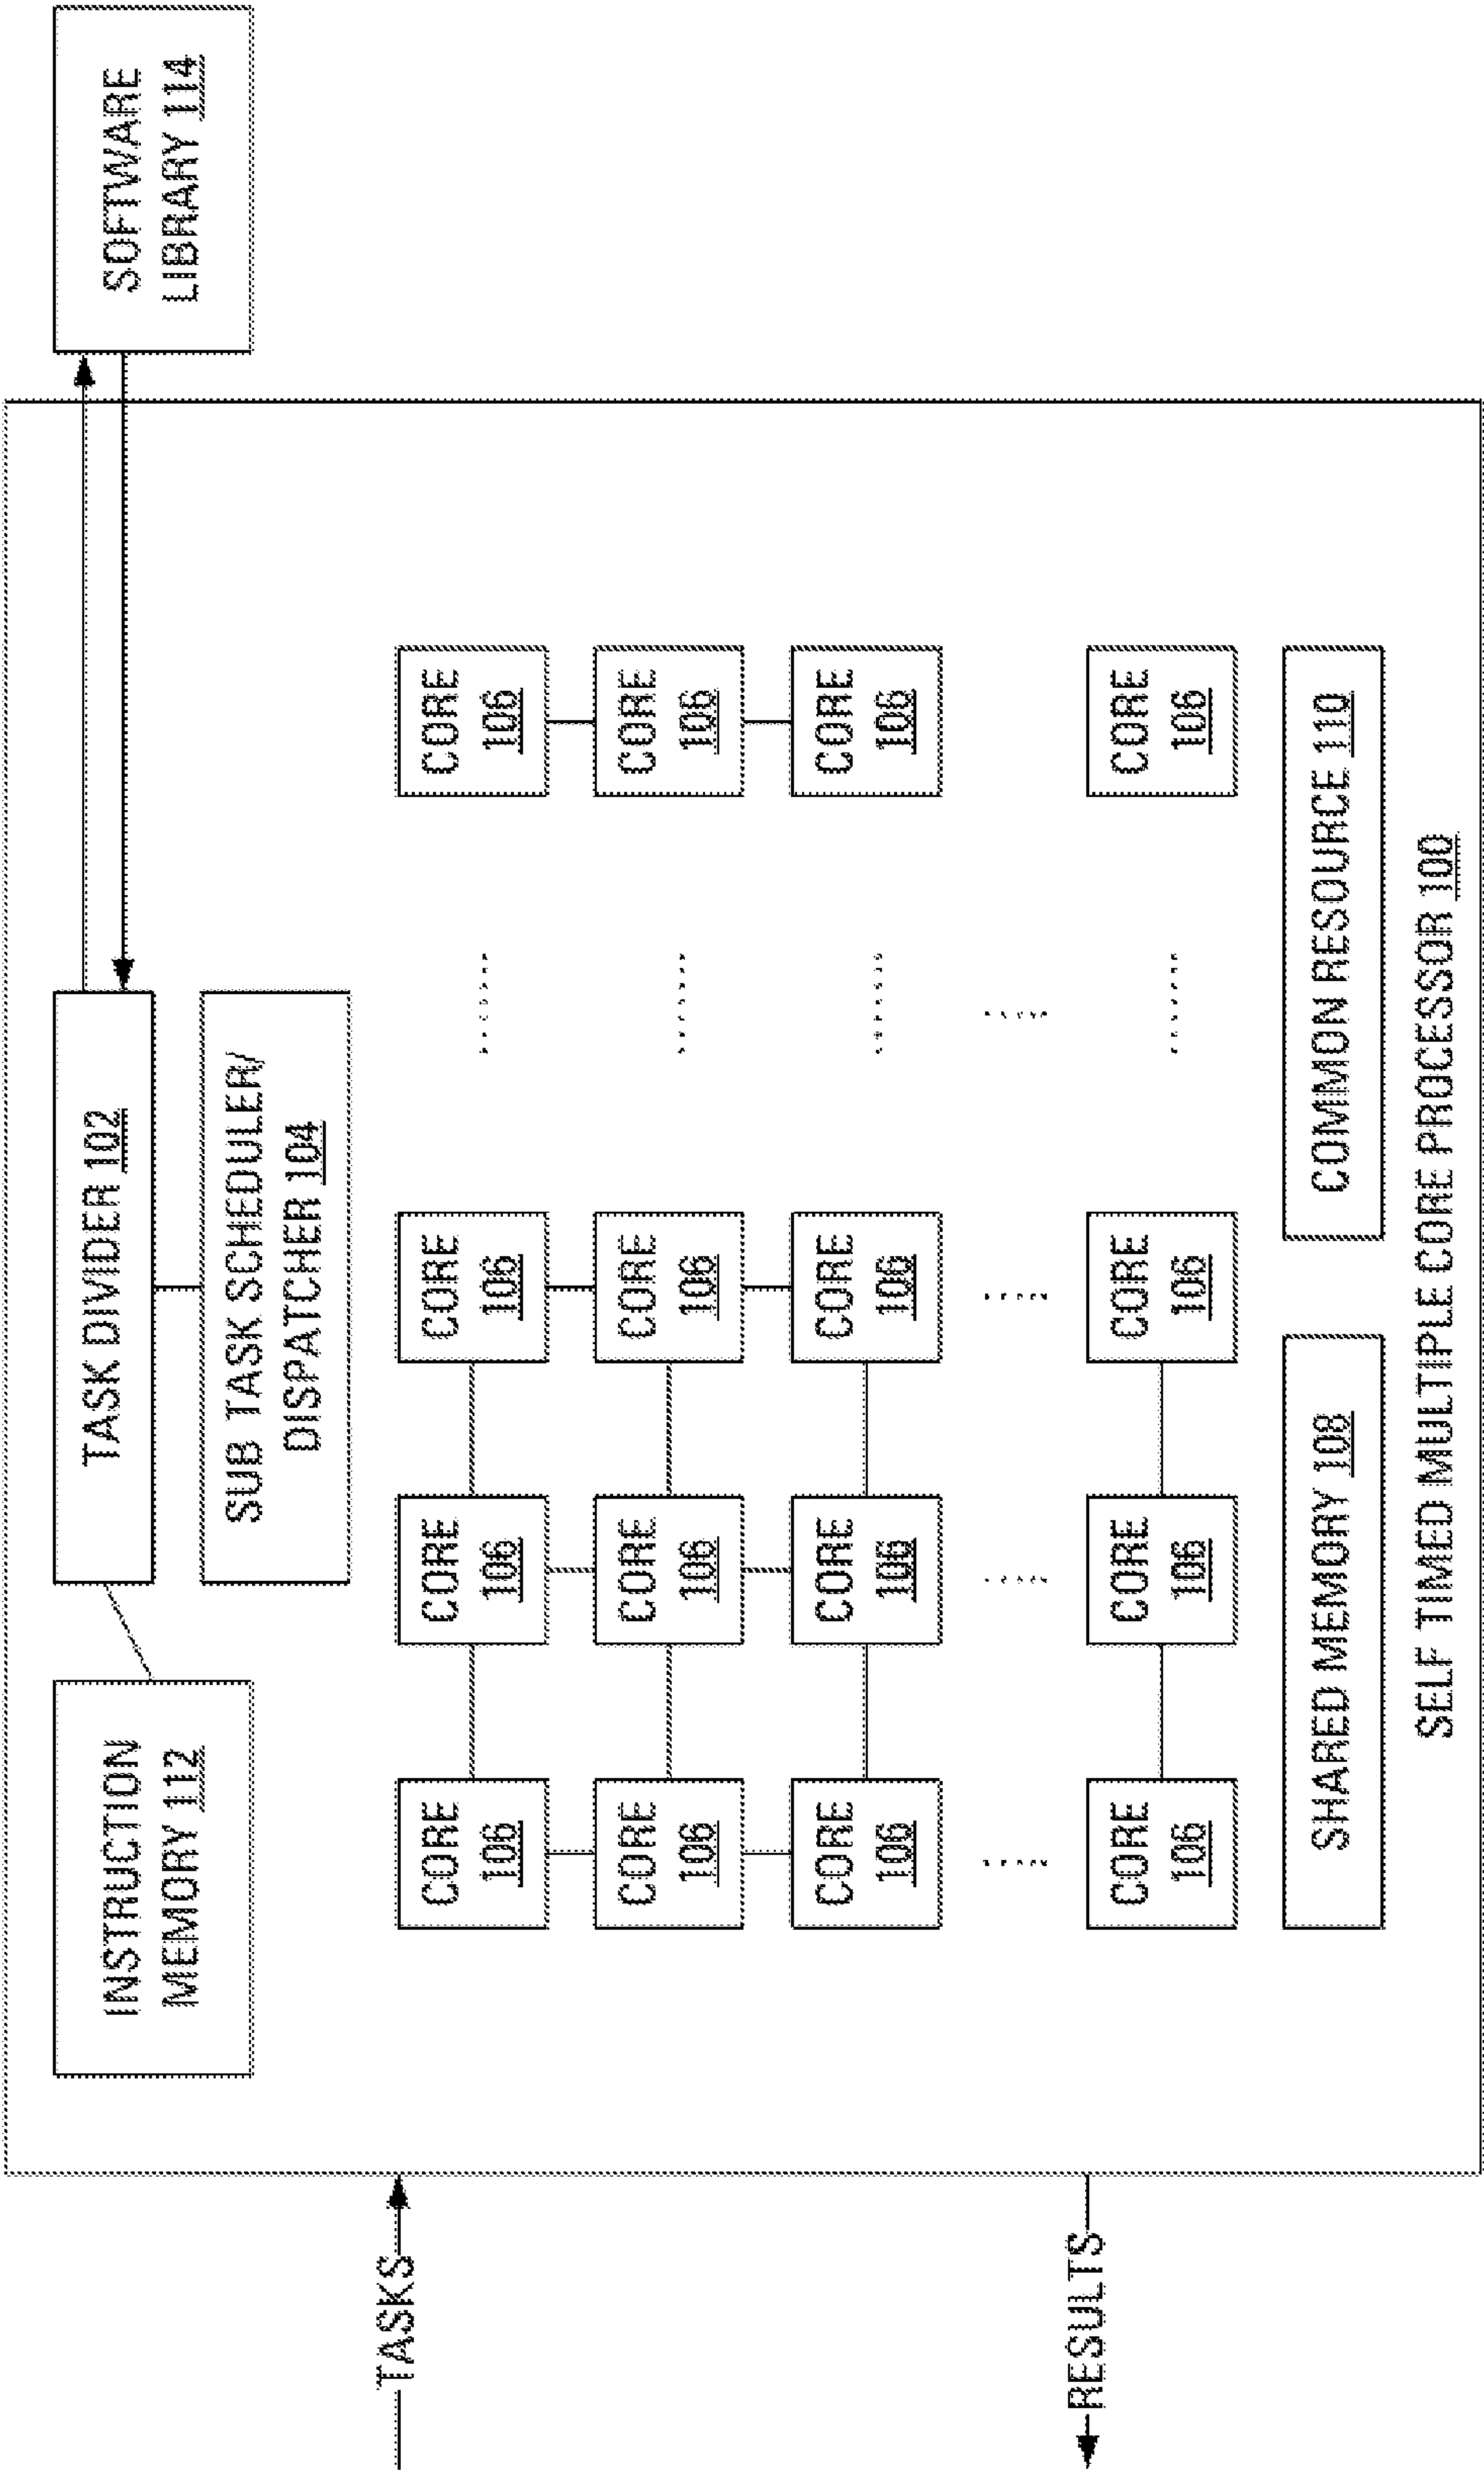 INSTRUCTION
MEMORY 112
TASK DIVIDER 102
SOFTWARE
LIBRARY 114
SUB TASK SCHEDULER/
DISPATCHER 104
TASKS
CORE
106
CORE
106
CORE
106
CORE
106
CORE
106
CORE
106
CORE
106
CORE
106
CORE
106
CORE
106
CORE
106
CORE
106
RESULTS
CORE
106
CORE
106
CORE
106
CORE
106
SHARED MEMORY 108
COMMON RESOURCE 110
SELF TIMED MULTIPLE CORE PROCESSOR 100